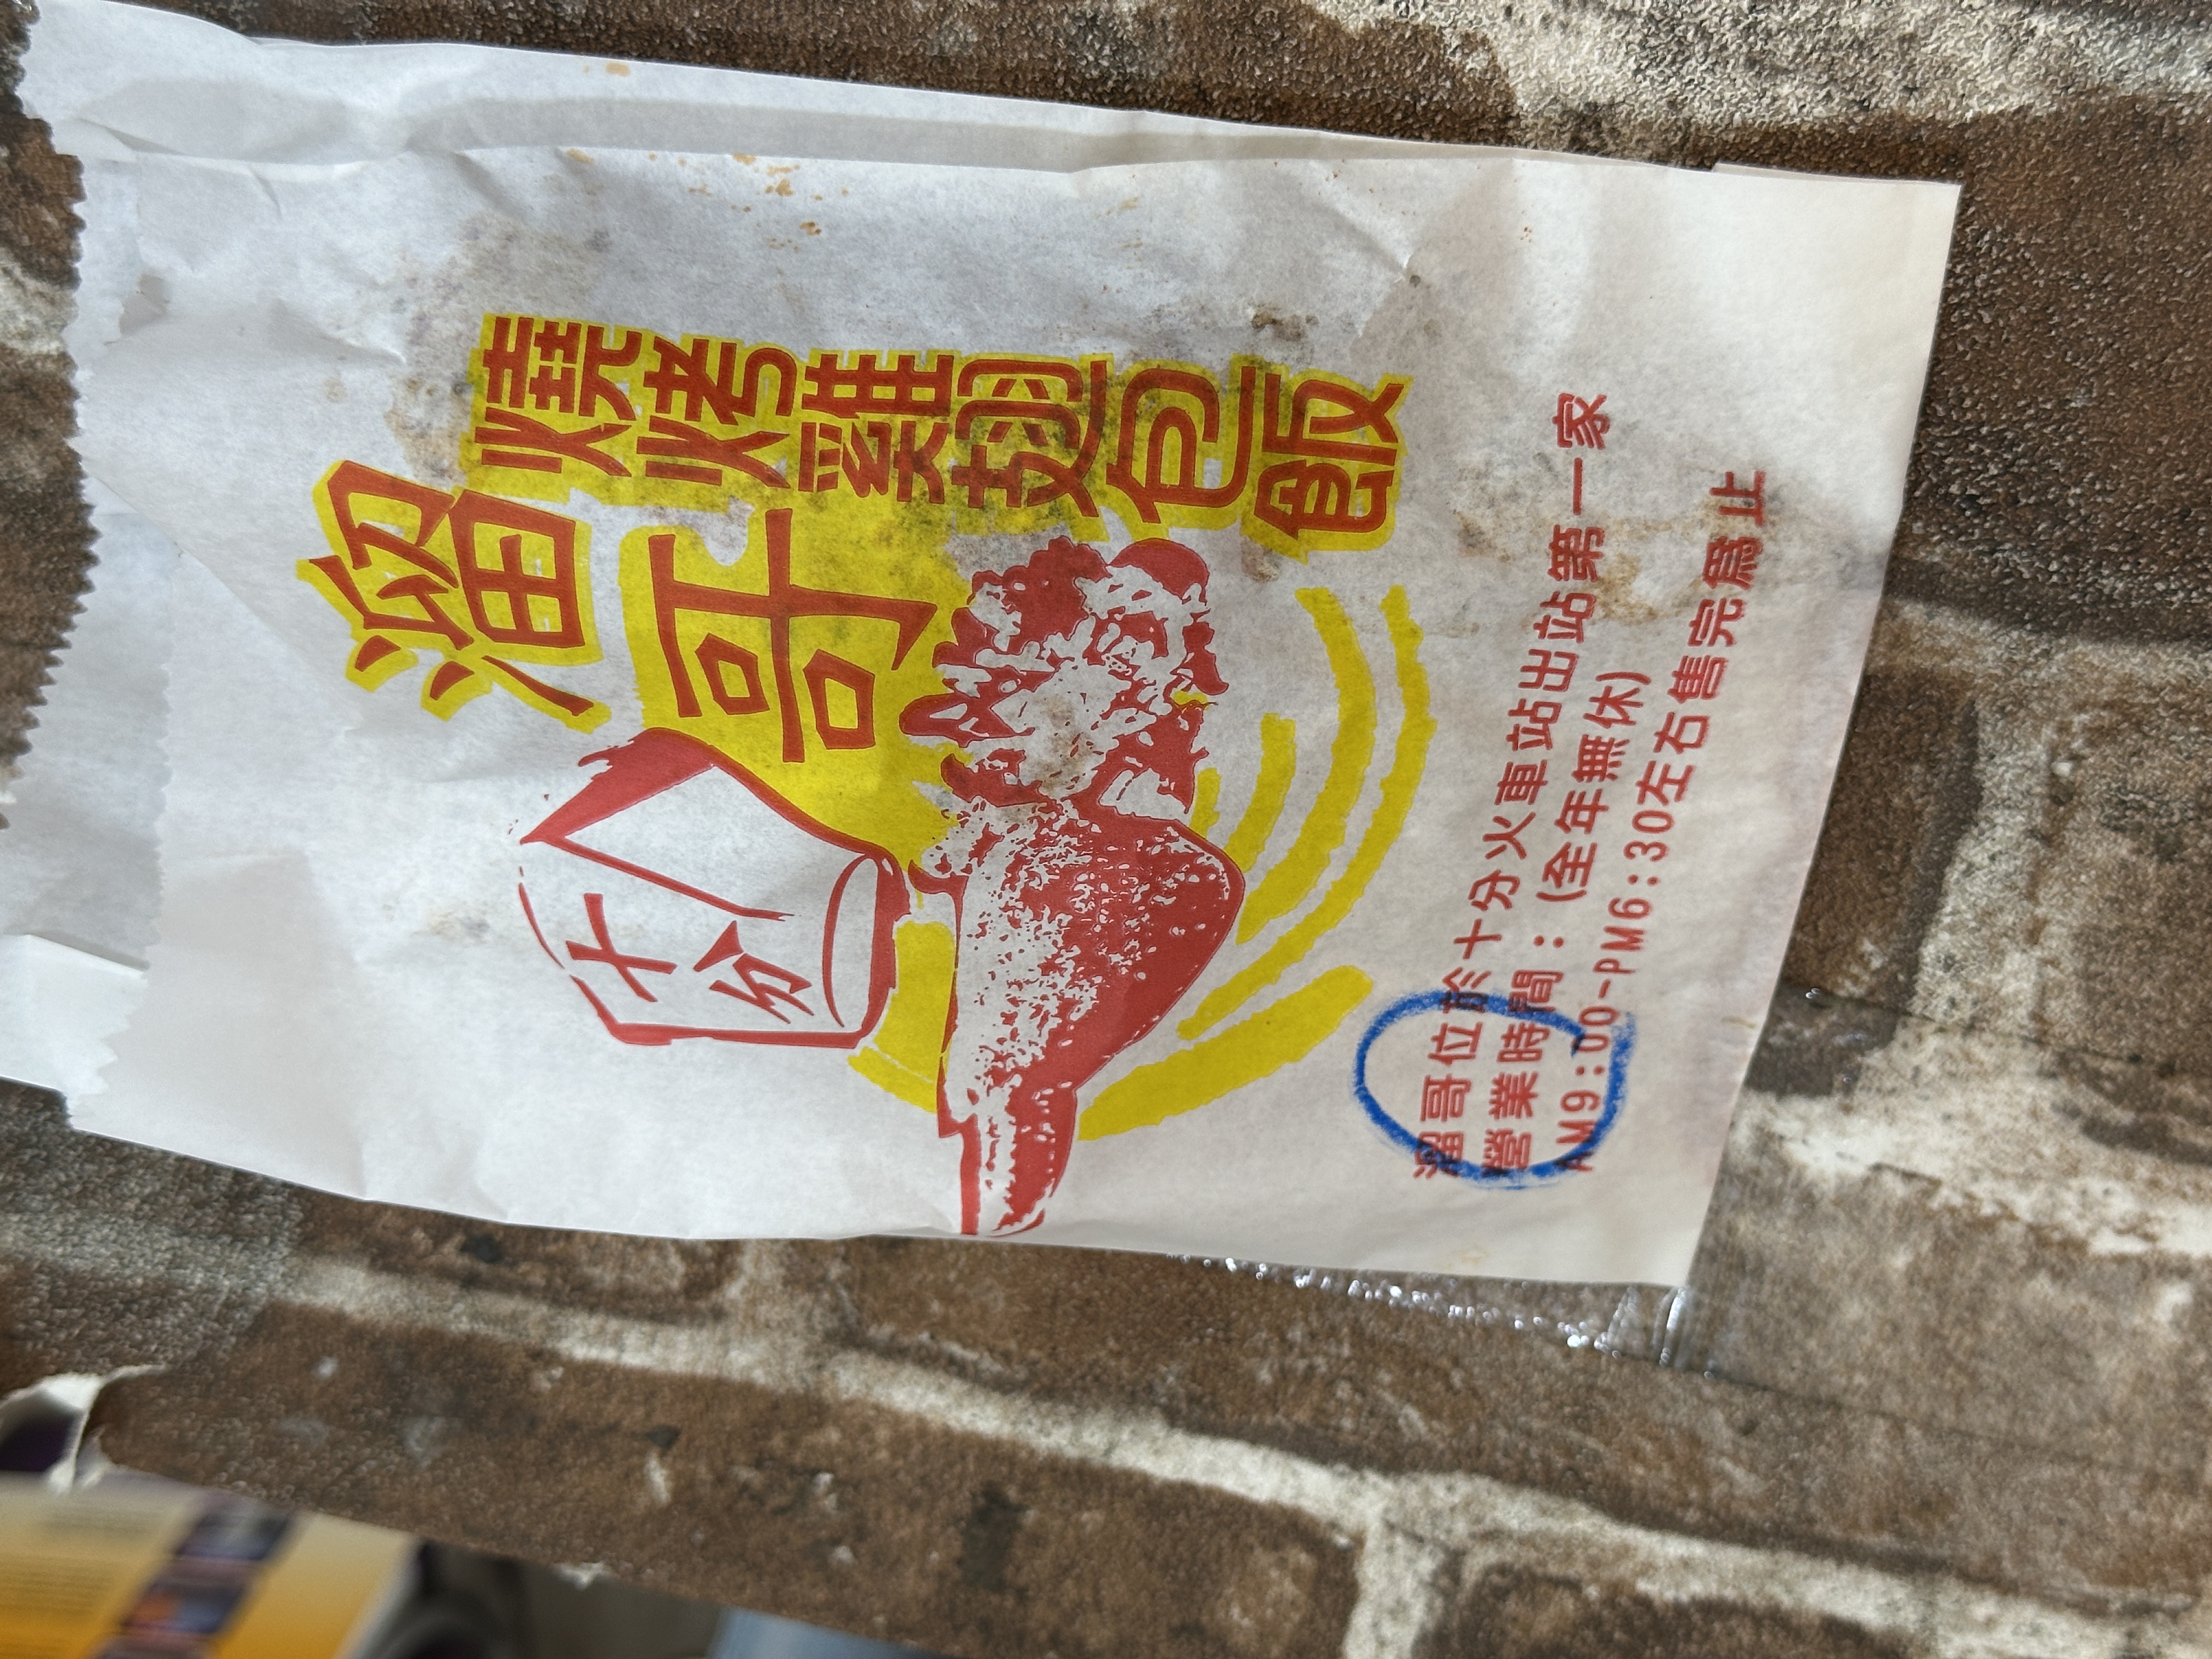 溜哥
燒烤雞翅包飯
十分
溜哥位於十分火車站出站第一家
營業時間：(全年無休)
AM9:00-PM6:30左右售完為止